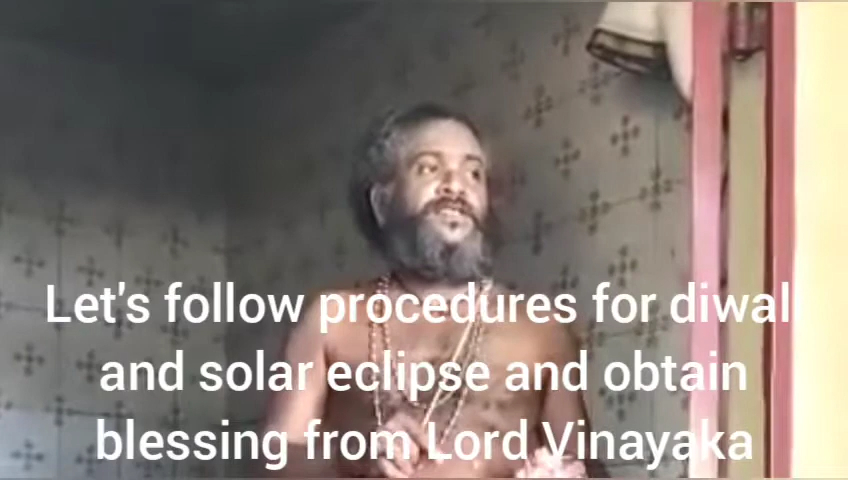 Let's follow procedures for diwali
and solar eclipse and obtain
blessing from Lord Vinayaka